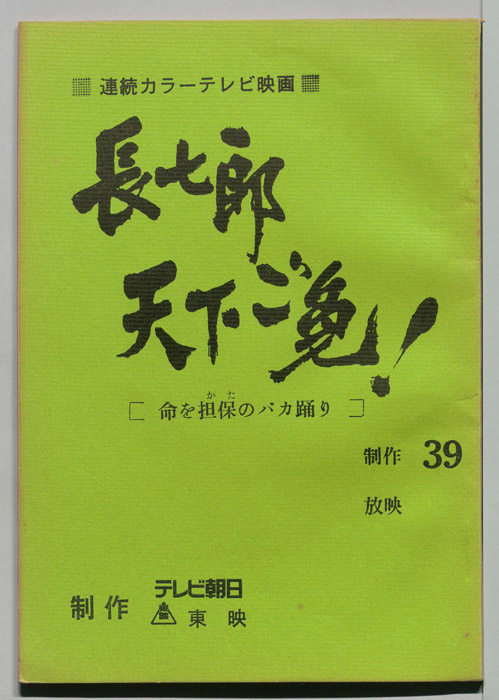 連続カラーテレビ映画
長七郎
天下ご免!
かた
[ 命を担保のバカ踊り ]
制作 39
放映
制作 テレビ朝日
東映